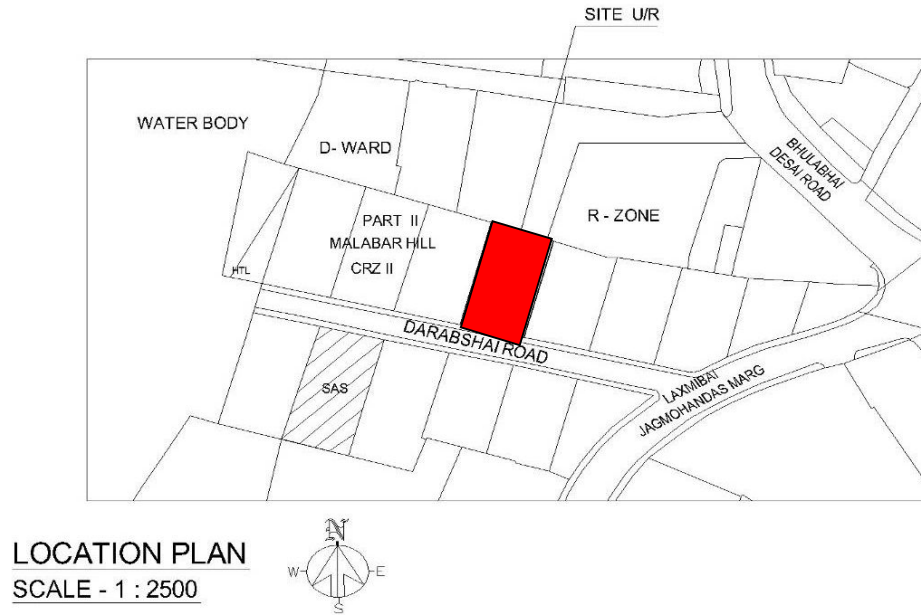 SITE U/R
WATER BODY
D- WARD
BHULABHAI
DESAI ROAD
R - ZONE
PART II
MALABAR HILL
CRZ II
HTL
DARABSHAI ROAD
SAS
LAXMIBAI
JAGMOHANDAS MARG
LOCATION PLAN
SCALE - 1 : 2500
N
W
E
S